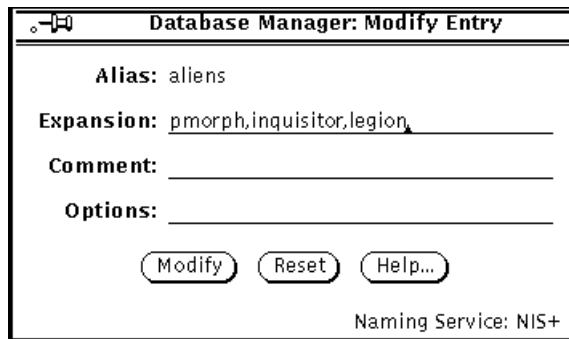 Database Manager: Modify Entry
Alias: aliens
Expansion: pmorph,inquisitor,legion
Comment:
Options:
Modify Reset Help...
Naming Service: NIS+